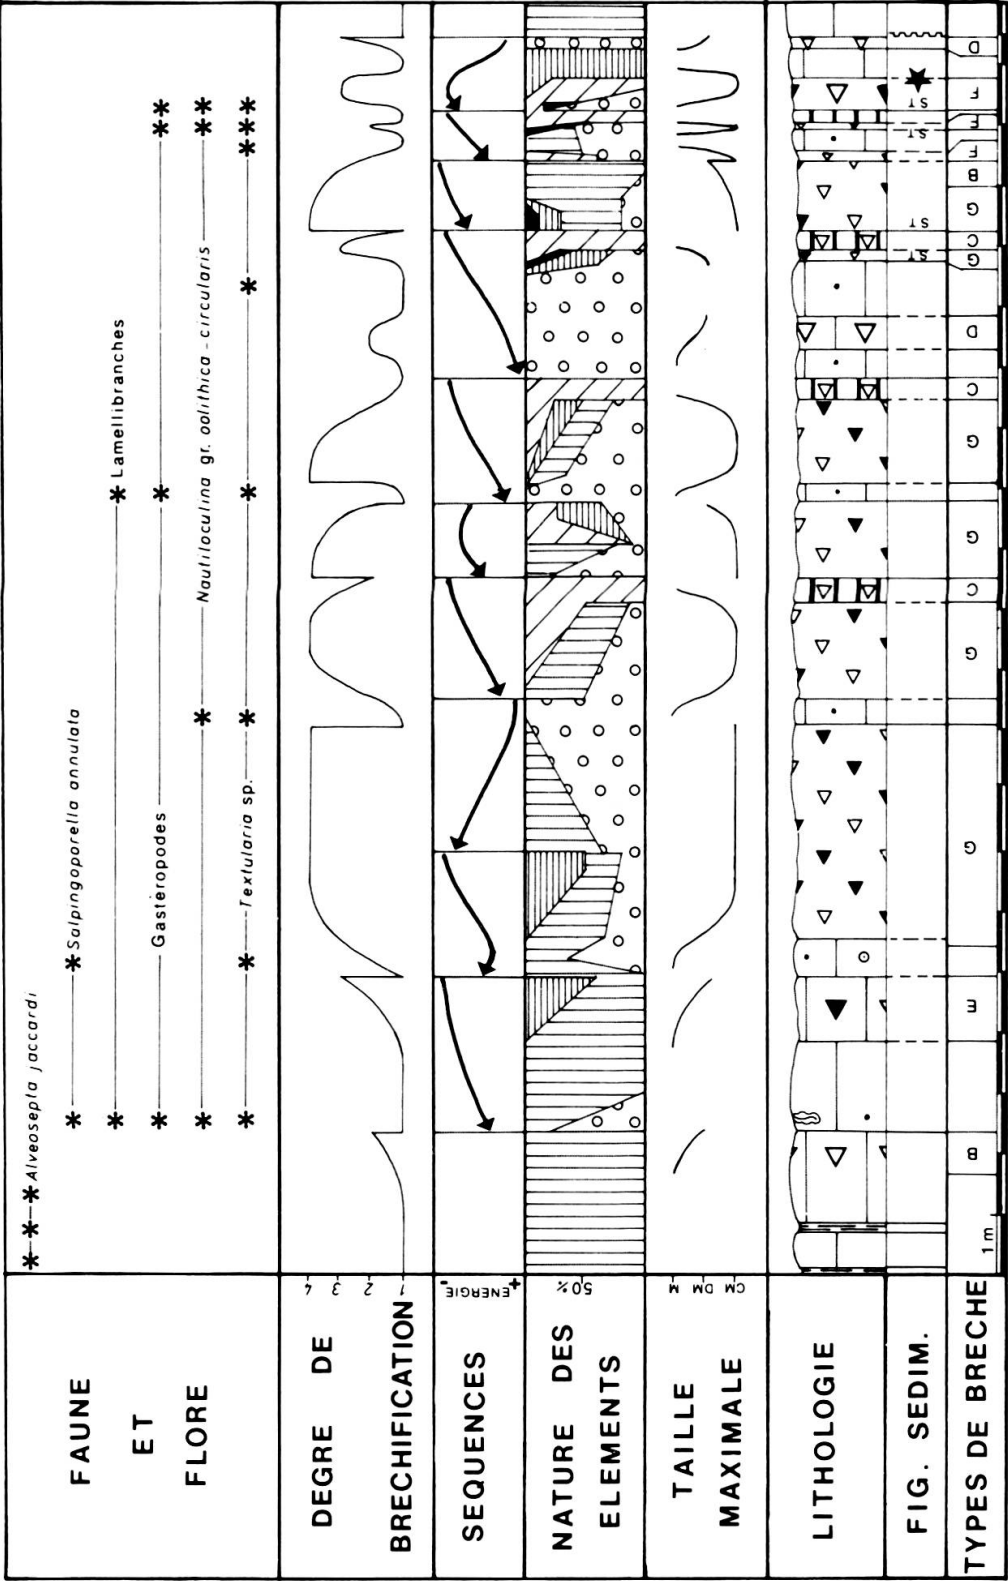 FAUNE
ET
FLORE
Alveosepta jaccardi
Salpingoporella annulata
Lamellibranches
Gastéropodes
Nautiloculina gr. oolithica - circularis
Textularia sp.
DEGRE DE
BRECHIFICATION
4
3
2
1
SEQUENCES
+ ENERGIE -
NATURE DES
ELEMENTS
50 %
TAILLE
MAXIMALE
CM DM M
LITHOLOGIE
FIG. SEDIM.
ST
ST
ST
ST
TYPES DE BRECHE
1 m
B
E
G
G
C
G
G
C
D
G
C
G
B
F
F
F
D